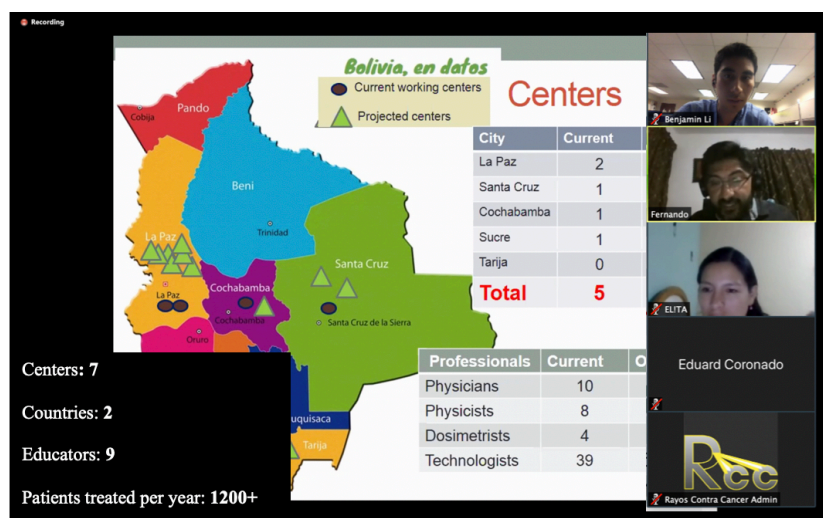 Recording
Bolivia, en datos
Current working centers
Projected centers
Centers
City Current
La Paz 2
Santa Cruz 1
Cochabamba 1
Sucre 1
Tarija 0
Total 5
Pando
Cobija
Beni
Trinidad
La Paz
La Paz
Cochabamba
Cochabamba
Santa Cruz
Santa Cruz de la Sierra
Oruro
uquisaca
Tarija
Professionals Current O
Physicians 10
Physicists 8
Dosimetrists 4
Technologists 39
Centers: 7
Countries: 2
Educators: 9
Patients treated per year: 1200+
Benjamin Li
Fernando
ELITA
Eduard Coronado
Rcc
Rayos Contra Cancer Admin